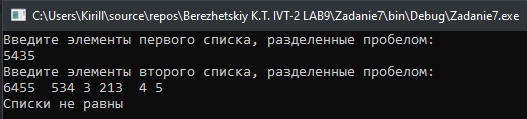 C:\Users\Kirill\source\repos\Berezhetskiy K.T. IVT-2 LAB9\Zadanie7\bin\Debug\Zadanie7.exe
Введите элементы первого списка, разделенные пробелом:
5435
Введите элементы второго списка, разделенные пробелом:
6455  534 3 213  4 5
Списки не равны